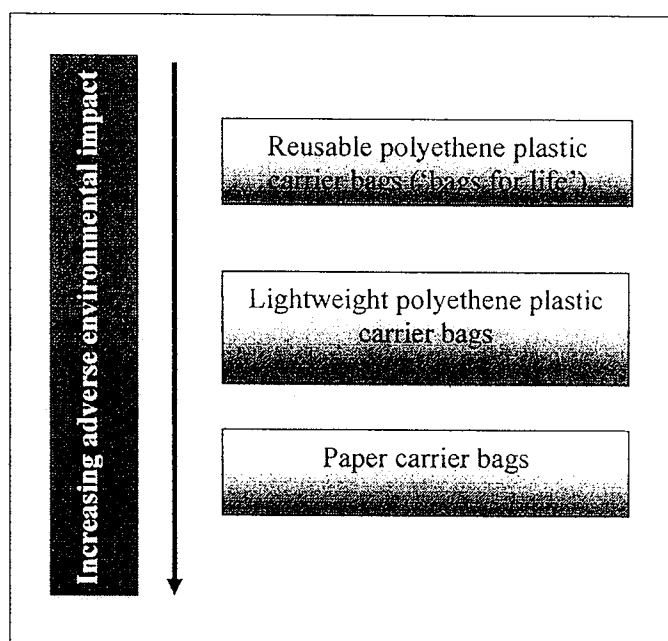 Increasing adverse environmental impact
Reusable polyethene plastic
carrier bags ('bags for life')
Lightweight polyethene plastic
carrier bags
Paper carrier bags